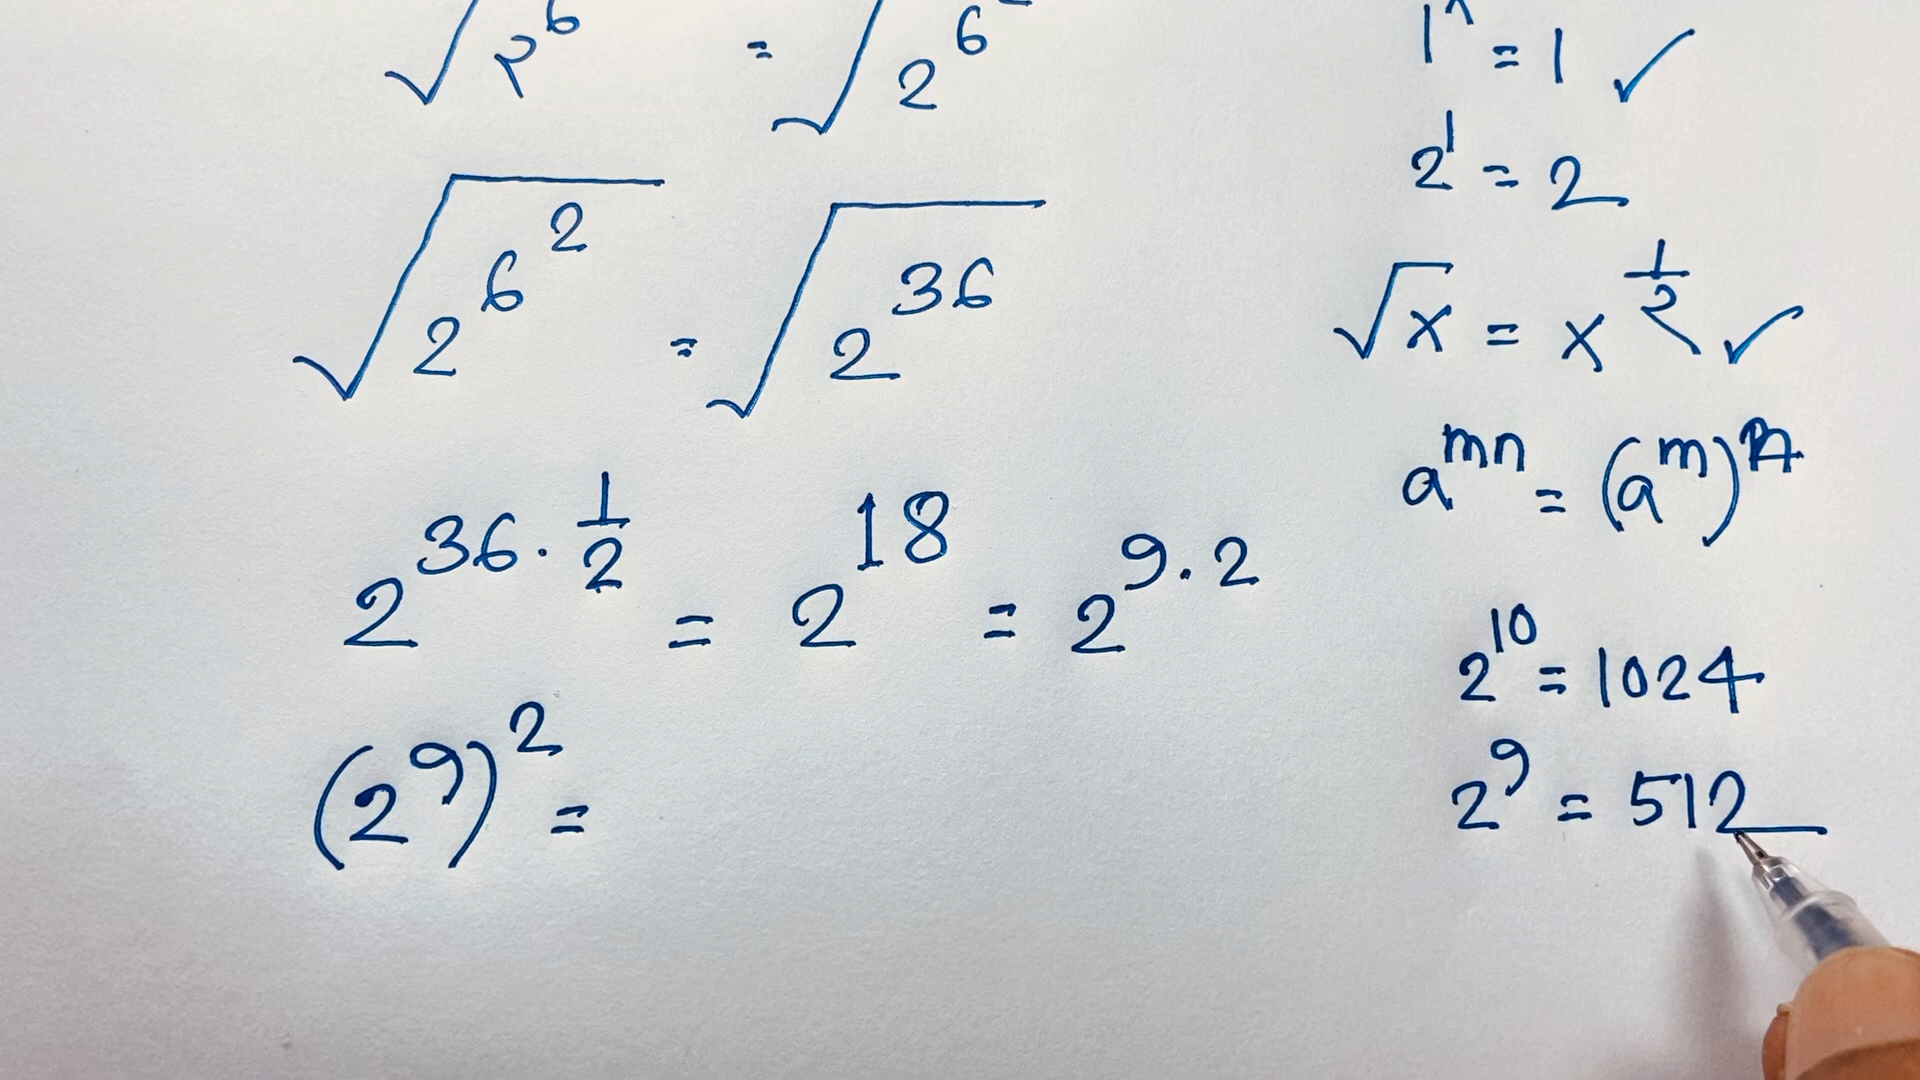 √2^6 = √2^6
√2^6^2 = √2^36
2^36·1/2 = 2^18 = 2^9·2
(2^9)^2 =
1 = 1 ✓
2^1 = 2
√x = x^1/2 ✓
a^mn = (a^m)^n
2^10 = 1024
2^9 = 512